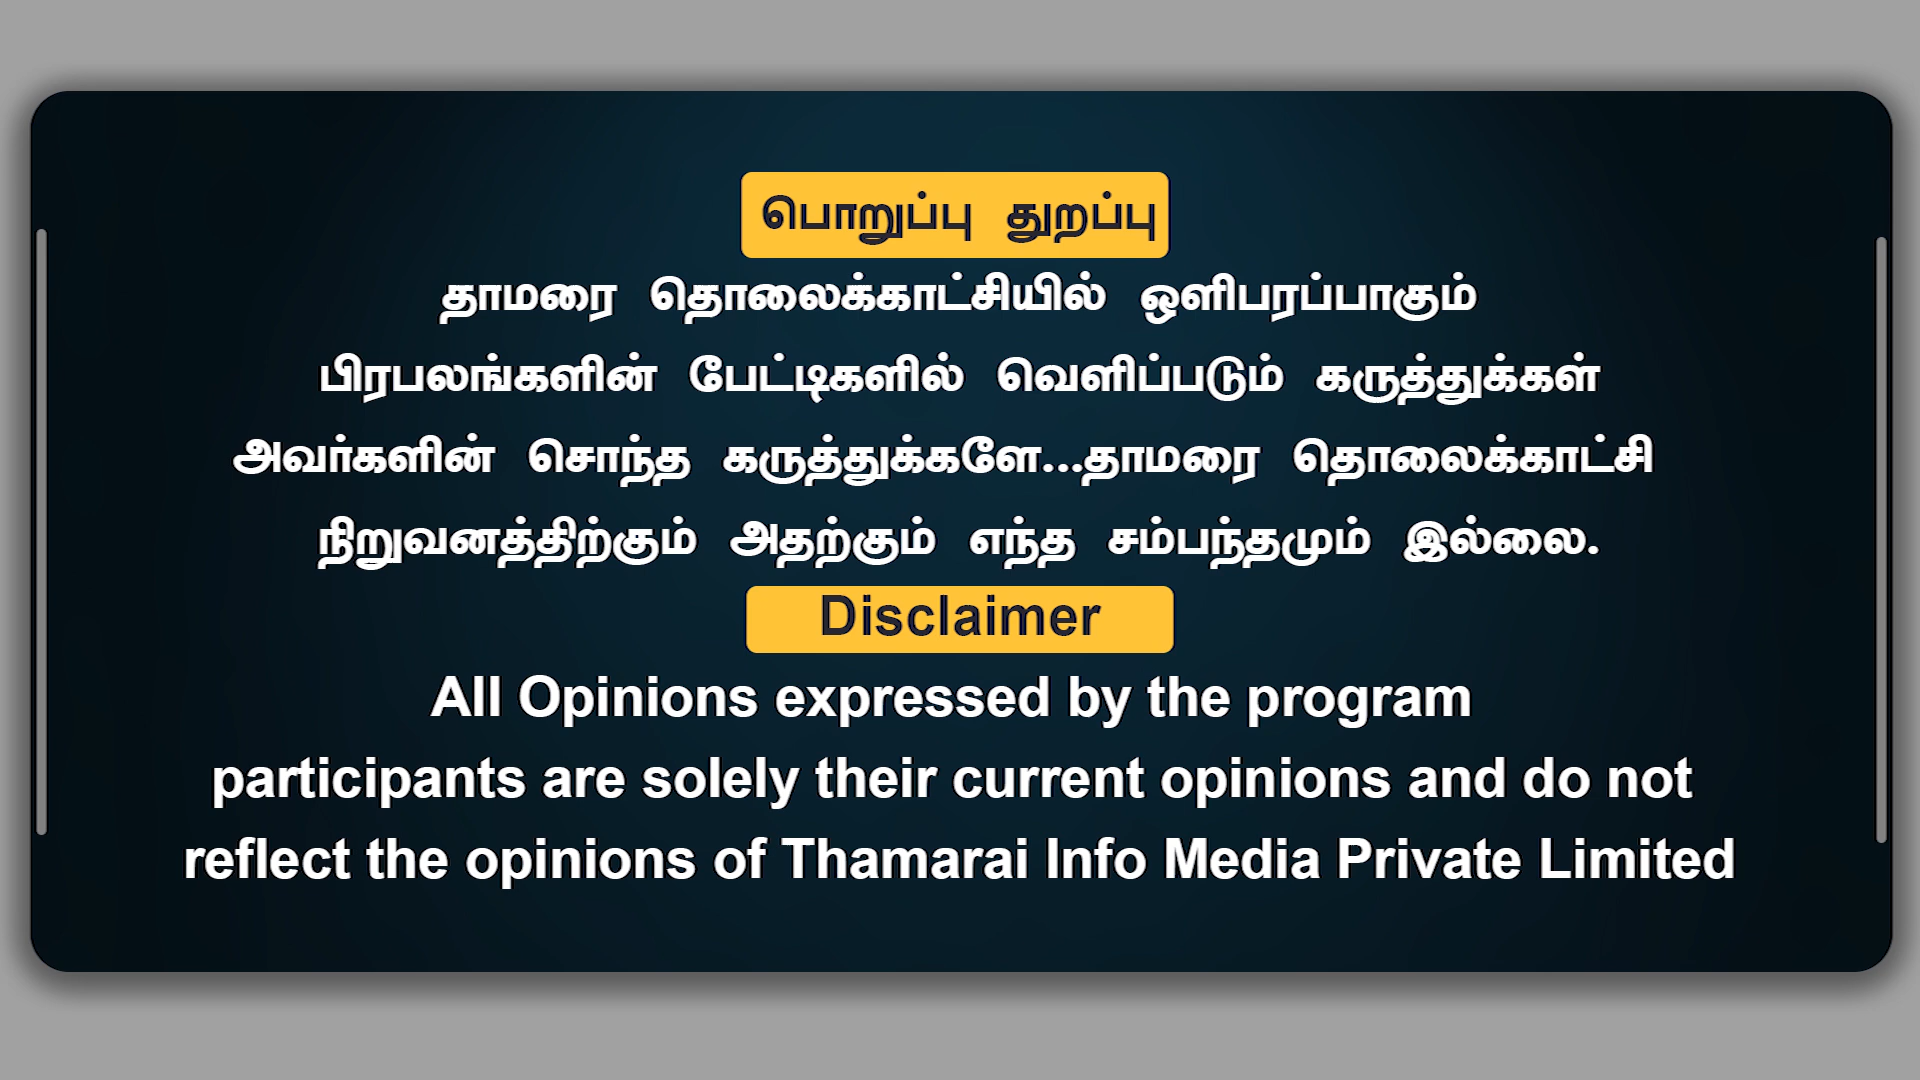 பொறுப்பு துறப்பு
தாமரை தொலைக்காட்சியில் ஒளிபரப்பாகும்
பிரபலங்களின் பேட்டிகளில் வெளிப்படும் கருத்துக்கள்
அவர்களின் சொந்த கருத்துக்களே...தாமரை தொலைக்காட்சி
நிறுவனத்திற்கும் அதற்கும் எந்த சம்பந்தமும் இல்லை.
Disclaimer
All Opinions expressed by the program
participants are solely their current opinions and do not
reflect the opinions of Thamarai Info Media Private Limited